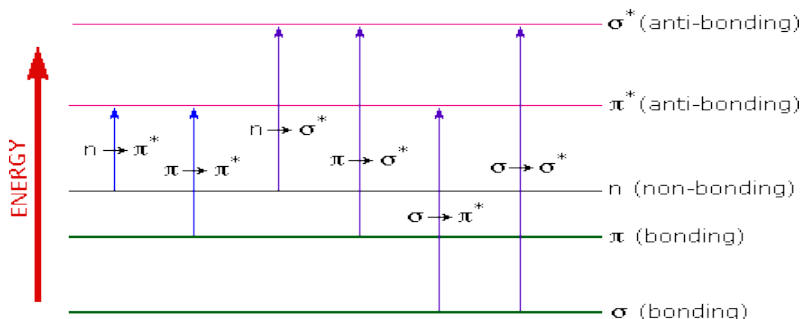 σ* (anti-bonding)
π* (anti-bonding)
n → σ*
n → π*
π → σ*
π → π*
σ → σ*
n (non-bonding)
σ → π*
π (bonding)
σ (bonding)
ENERGY